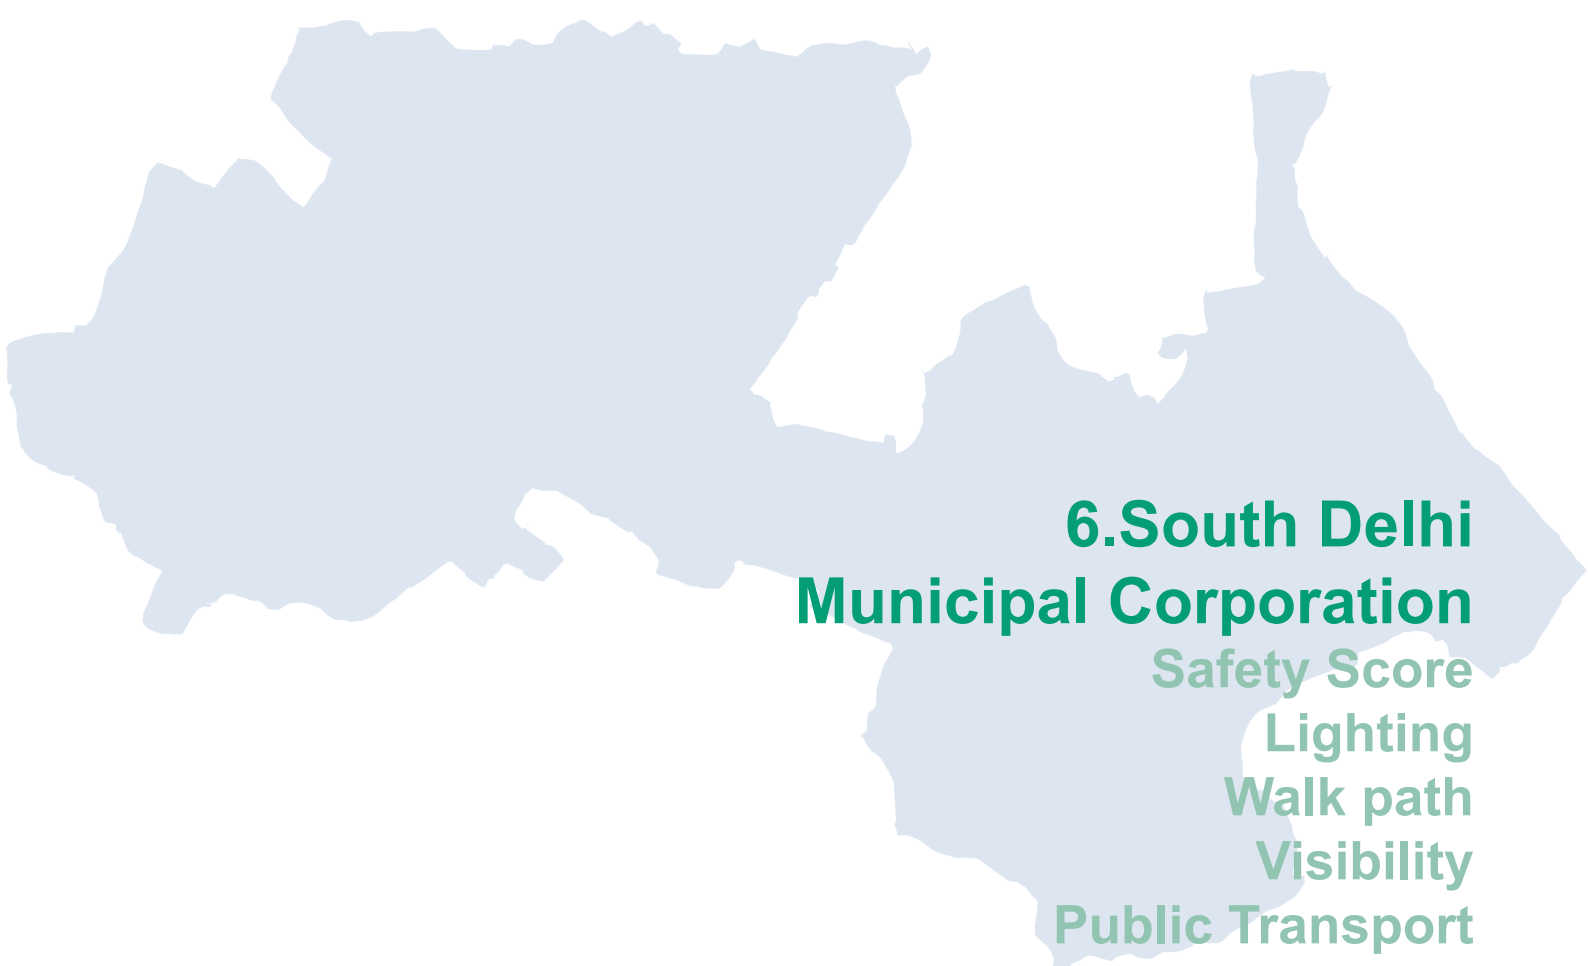 6.South Delhi
Municipal Corporation
Safety Score
Lighting
Walk path
Visibility
Public Transport